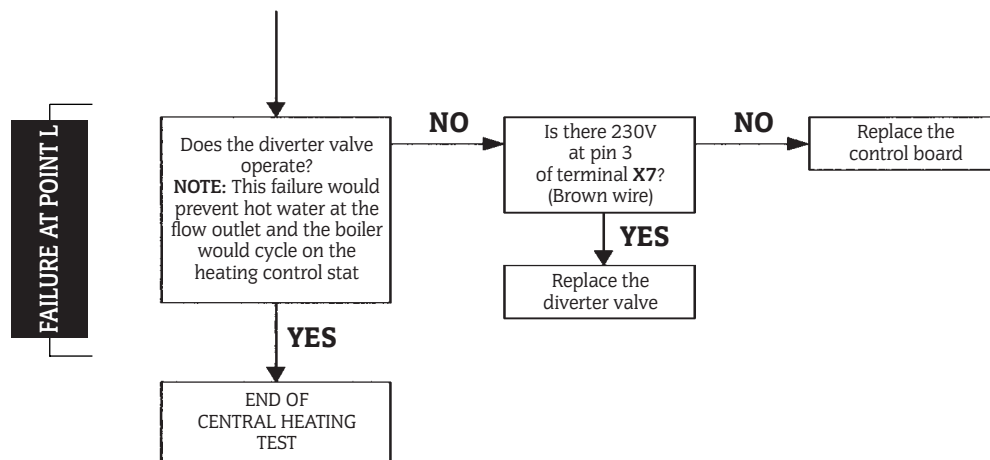 FAILURE AT POINT L
Does the diverter valve
operate?
NOTE: This failure would
prevent hot water at the
flow outlet and the boiler
would cycle on the
heating control stat
NO
Is there 230V
at pin 3
of terminal X7?
(Brown wire)
NO
Replace the
control board
YES
Replace the
diverter valve
YES
END OF
CENTRAL HEATING
TEST